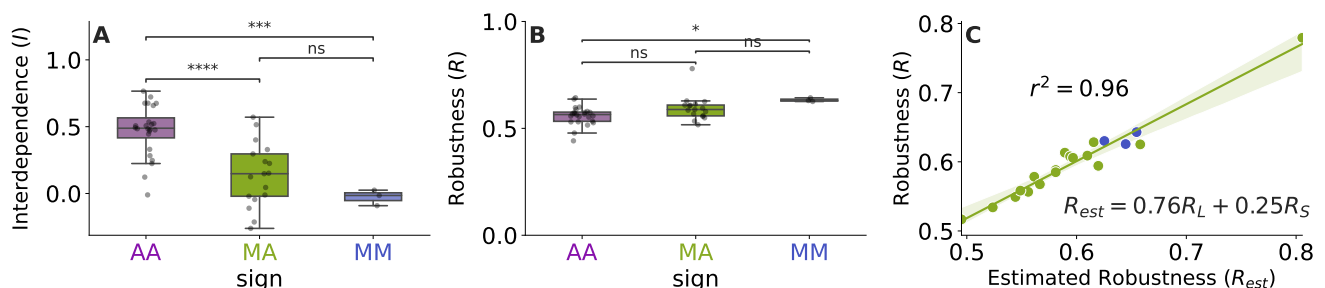 A
Interdependence (I)
1.0
0.5
0.0
***
****
ns
AA
MA
MM
sign
B
Robustness (R)
1.0
0.5
0.0
*
ns
ns
AA
MA
MM
sign
C
Robustness (R)
0.8
0.7
0.6
0.5
r² = 0.96
R_est = 0.76R_L + 0.25R_S
0.5
0.6
0.7
0.8
Estimated Robustness (R_est)